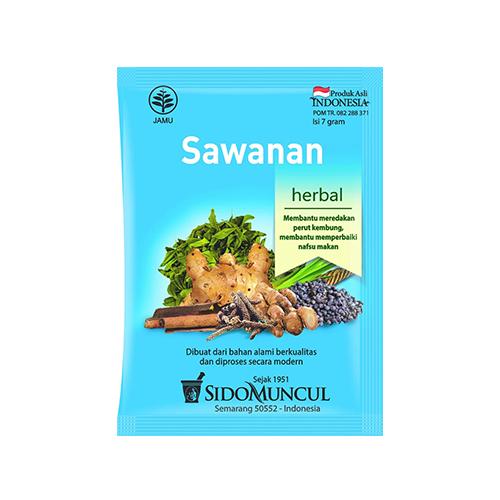 JAMU
Produk Asli
INDONESIA
POM TR. 082 288 371
Isi 7 gram
Sawanan
herbal
Membantu meredakan
perut kembung,
membantu memperbaiki
nafsu makan
Dibuat dari bahan alami berkualitas
dan diproses secara modern
Sejak 1951
SIDOMUNCUL
Semarang 50552 - Indonesia